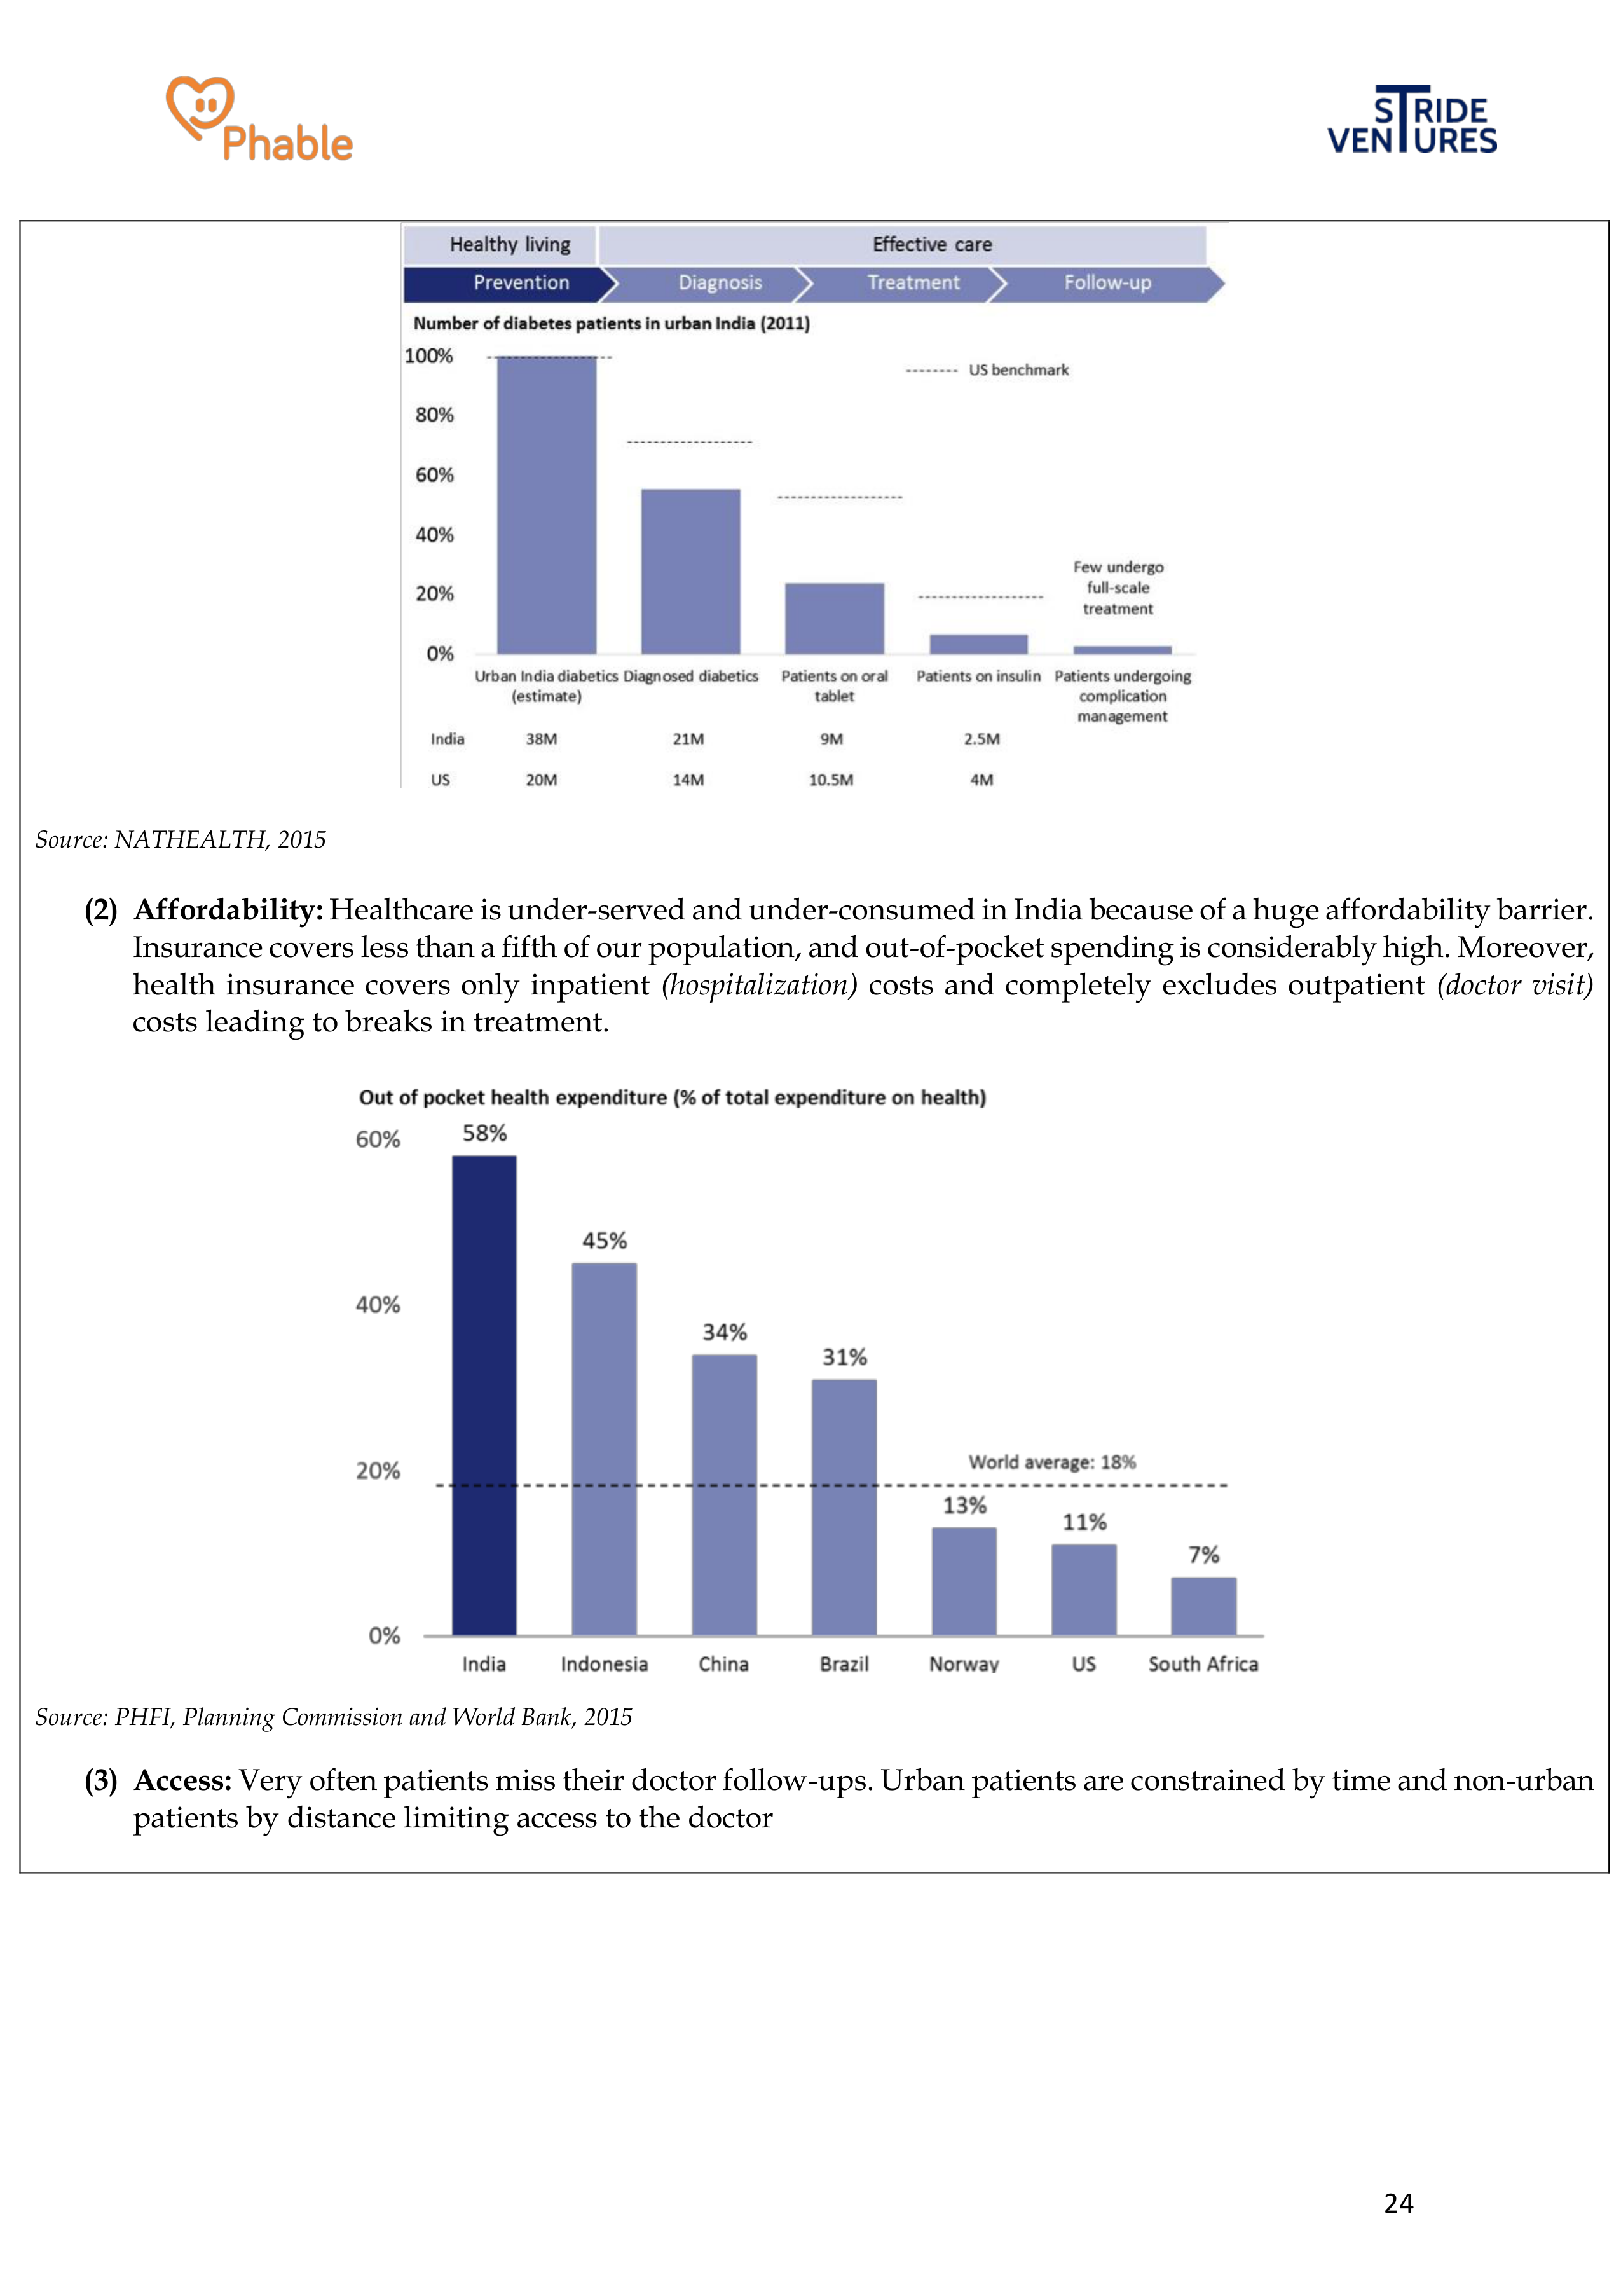 Phable
STRIDE
VENTURES
Healthy living Effective care
Prevention Diagnosis Treatment Follow-up
Number of diabetes patients in urban India (2011)
100%
US benchmark
80%
60%
40%
Few undergo
full-scale
treatment
20%
0%
Urban India diabetics Diagnosed diabetics Patients on oral Patients on insulin Patients undergoing
(estimate) tablet complication
management
India 38M 21M 9M 2.5M
US 20M 14M 10.5M 4M
Source: NATHEALTH, 2015
(2) Affordability: Healthcare is under-served and under-consumed in India because of a huge affordability barrier.
Insurance covers less than a fifth of our population, and out-of-pocket spending is considerably high. Moreover,
health insurance covers only inpatient (hospitalization) costs and completely excludes outpatient (doctor visit)
costs leading to breaks in treatment.
Out of pocket health expenditure (% of total expenditure on health)
60% 58%
45%
40%
34%
31%
20%
World average: 18%
13%
11%
7%
0%
India Indonesia China Brazil Norway US South Africa
Source: PHFI, Planning Commission and World Bank, 2015
(3) Access: Very often patients miss their doctor follow-ups. Urban patients are constrained by time and non-urban
patients by distance limiting access to the doctor
24